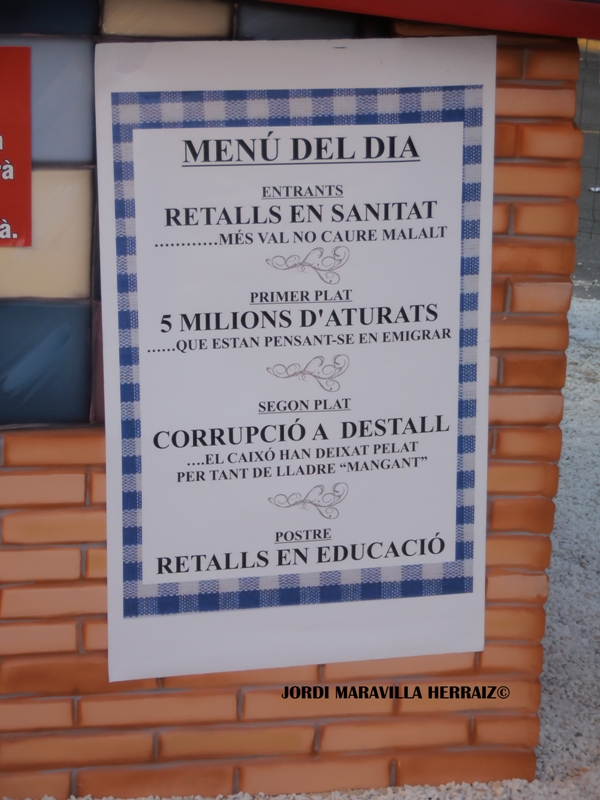 à
à.
MENÚ DEL DIA
ENTRANTS
RETALLS EN SANITAT
............MÉS VAL NO CAURE MALALT
PRIMER PLAT
5 MILIONS D'ATURATS
......QUE ESTAN PENSANT-SE EN EMIGRAR
SEGON PLAT
CORRUPCIÓ A DESTALL
....EL CAIXÓ HAN DEIXAT PELAT
PER TANT DE LLADRE “MANGANT”
POSTRE
RETALLS EN EDUCACIÓ
JORDI MARAVILLA HERRAIZ©